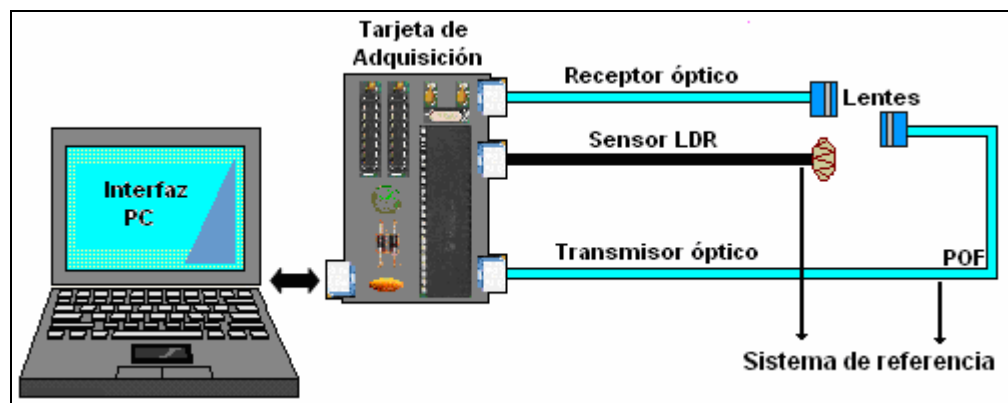 Tarjeta de
Adquisición
Receptor óptico
Lentes
Sensor LDR
Interfaz
PC
Transmisor óptico
POF
Sistema de referencia